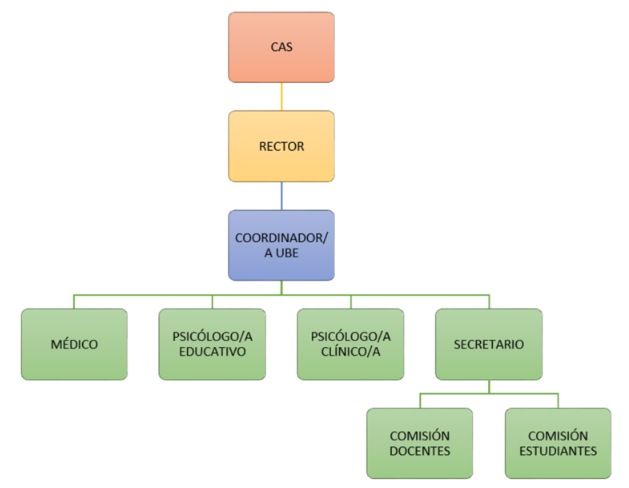 CAS
RECTOR
COORDINADOR/
A UBE
MÉDICO
PSICÓLOGO/A
EDUCATIVO
PSICÓLOGO/A
CLÍNICO/A
SECRETARIO
COMISIÓN
DOCENTES
COMISIÓN
ESTUDIANTES